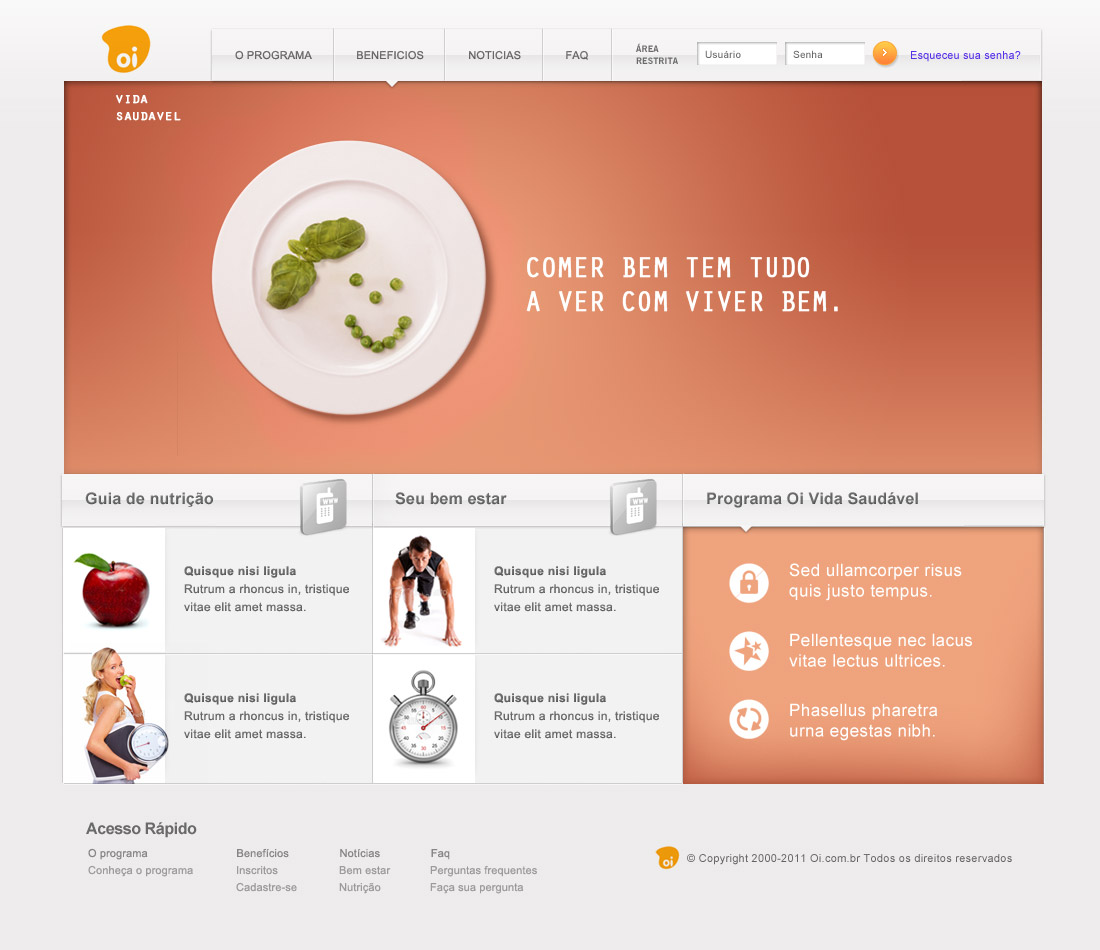 oi
O PROGRAMA
BENEFICIOS
NOTICIAS
FAQ
ÁREA
RESTRITA
Usuário
Senha
Esqueceu sua senha?
VIDA
SAUDAVEL
COMER BEM TEM TUDO
A VER COM VIVER BEM.
Guia de nutrição
www
Seu bem estar
www
Programa Oi Vida Saudável
Quisque nisi ligula
Rutrum a rhoncus in, tristique
vitae elit amet massa.
Quisque nisi ligula
Rutrum a rhoncus in, tristique
vitae elit amet massa.
Quisque nisi ligula
Rutrum a rhoncus in, tristique
vitae elit amet massa.
Quisque nisi ligula
Rutrum a rhoncus in, tristique
vitae elit amet massa.
Sed ullamcorper risus
quis justo tempus.
Pellentesque nec lacus
vitae lectus ultrices.
Phasellus pharetra
urna egestas nibh.
Acesso Rápido
O programa
Conheça o programa
Benefícios
Inscritos
Cadastre-se
Notícias
Bem estar
Nutrição
Faq
Perguntas frequentes
Faça sua pergunta
oi
© Copyright 2000-2011 Oi.com.br Todos os direitos reservados